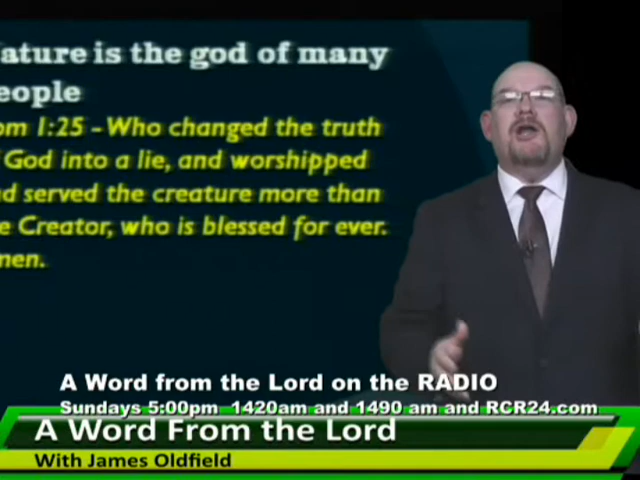 ature is the god of many
eople
om 1:25 - Who changed the truth
f God into a lie, and worshipped
nd served the creature more than
e Creator, who is blessed for ever.
men.
A Word from the Lord on the RADIO
Sundays 5:00pm 1420am and 1490 am and RCR24.com
A Word From the Lord
With James Oldfield